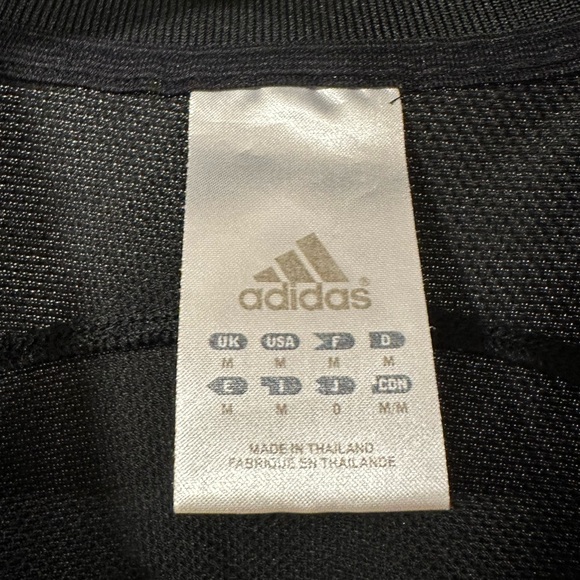 adidas®
UK USA F D
M M M M
E I J CDN
M M O M/M
MADE IN THAILAND
FABRIQUE EN THAILANDE